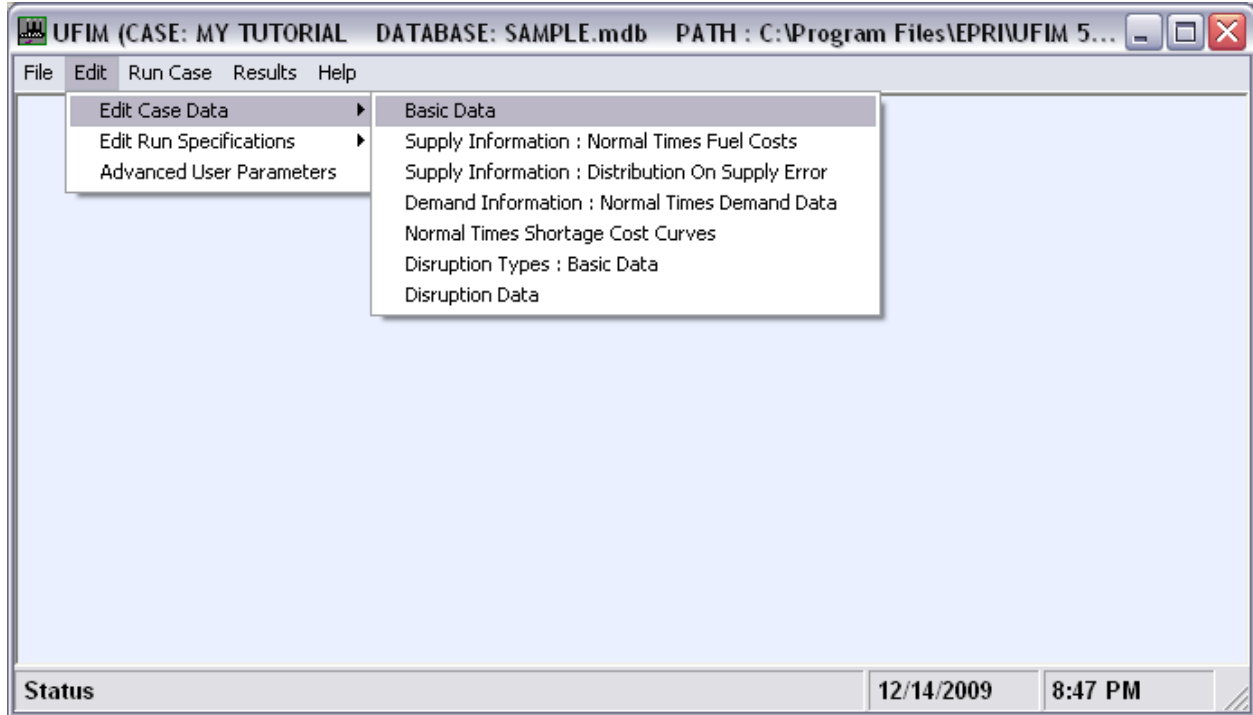 UFIM (CASE: MY TUTORIAL DATABASE: SAMPLE.mdb PATH : C:\Program Files\EPRI\UFIM 5...
File Edit Run Case Results Help
Edit Case Data
Edit Run Specifications
Advanced User Parameters
Basic Data
Supply Information : Normal Times Fuel Costs
Supply Information : Distribution On Supply Error
Demand Information : Normal Times Demand Data
Normal Times Shortage Cost Curves
Disruption Types : Basic Data
Disruption Data
Status 12/14/2009 8:47 PM